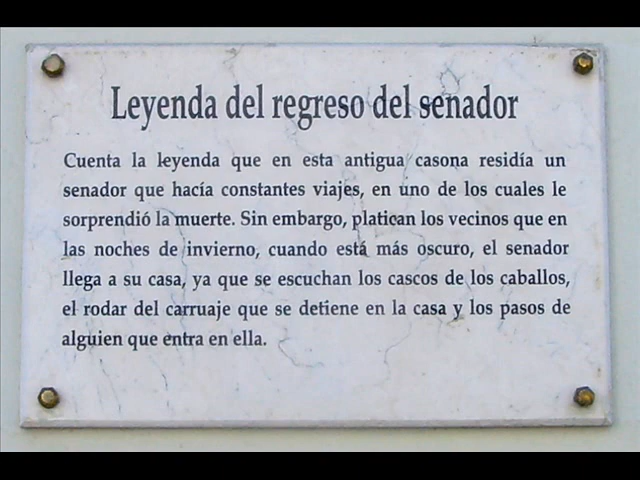 Leyenda del regreso del senador
Cuenta la leyenda que en esta antigua casona residía un
senador que hacía constantes viajes, en uno de los cuales le
sorprendió la muerte. Sin embargo, platican los vecinos que en
las noches de invierno, cuando está más oscuro, el senador
llega a su casa, ya que se escuchan los cascos de los caballos,
el rodar del carruaje que se detiene en la casa y los pasos de
alguien que entra en ella.